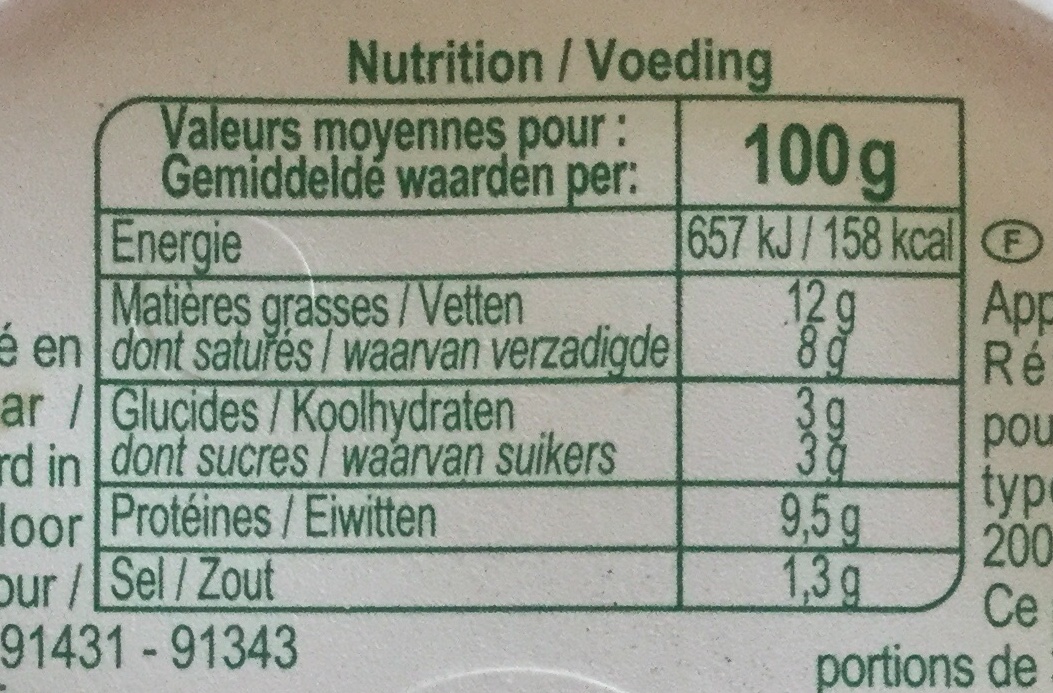 Nutrition / Voeding
Valeurs moyennes pour :
Gemiddelde waarden per:
100 g
Energie 657 kJ / 158 kcal
Matières grasses / Vetten 12 g
dont saturés / waarvan verzadigde 8 g
Glucides / Koolhydraten 3 g
dont sucres / waarvan suikers 3 g
Protéines / Eiwitten 9,5 g
Sel / Zout 1,3 g
é en
ar /
rd in
oor
our /
91431 - 91343
F
App
Ré
pou
type
200
Ce
portions de